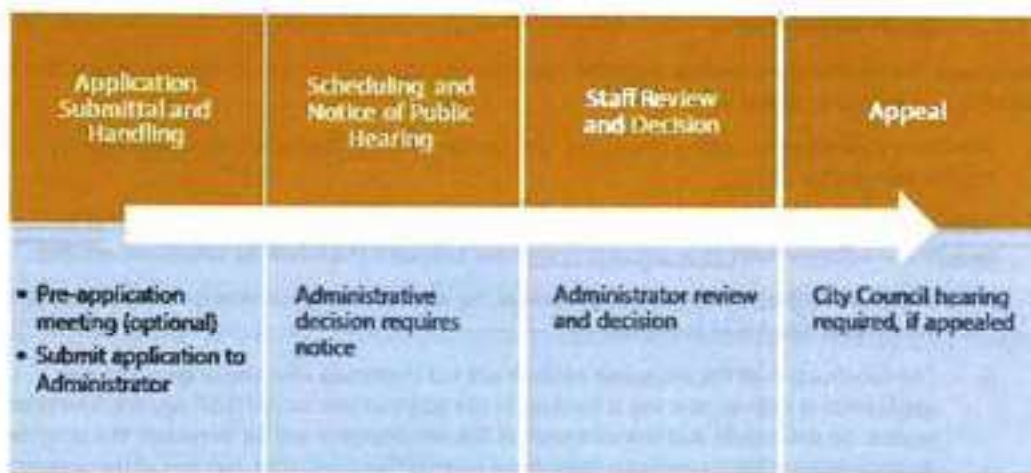 Application
Submittal and
Handling
Scheduling and
Notice of Public
Hearing
Staff Review
and Decision
Appeal
• Pre-application
meeting (optional)
• Submit application to
Administrator
Administrative
decision requires
notice
Administrator review
and decision
City Council hearing
required, if appealed